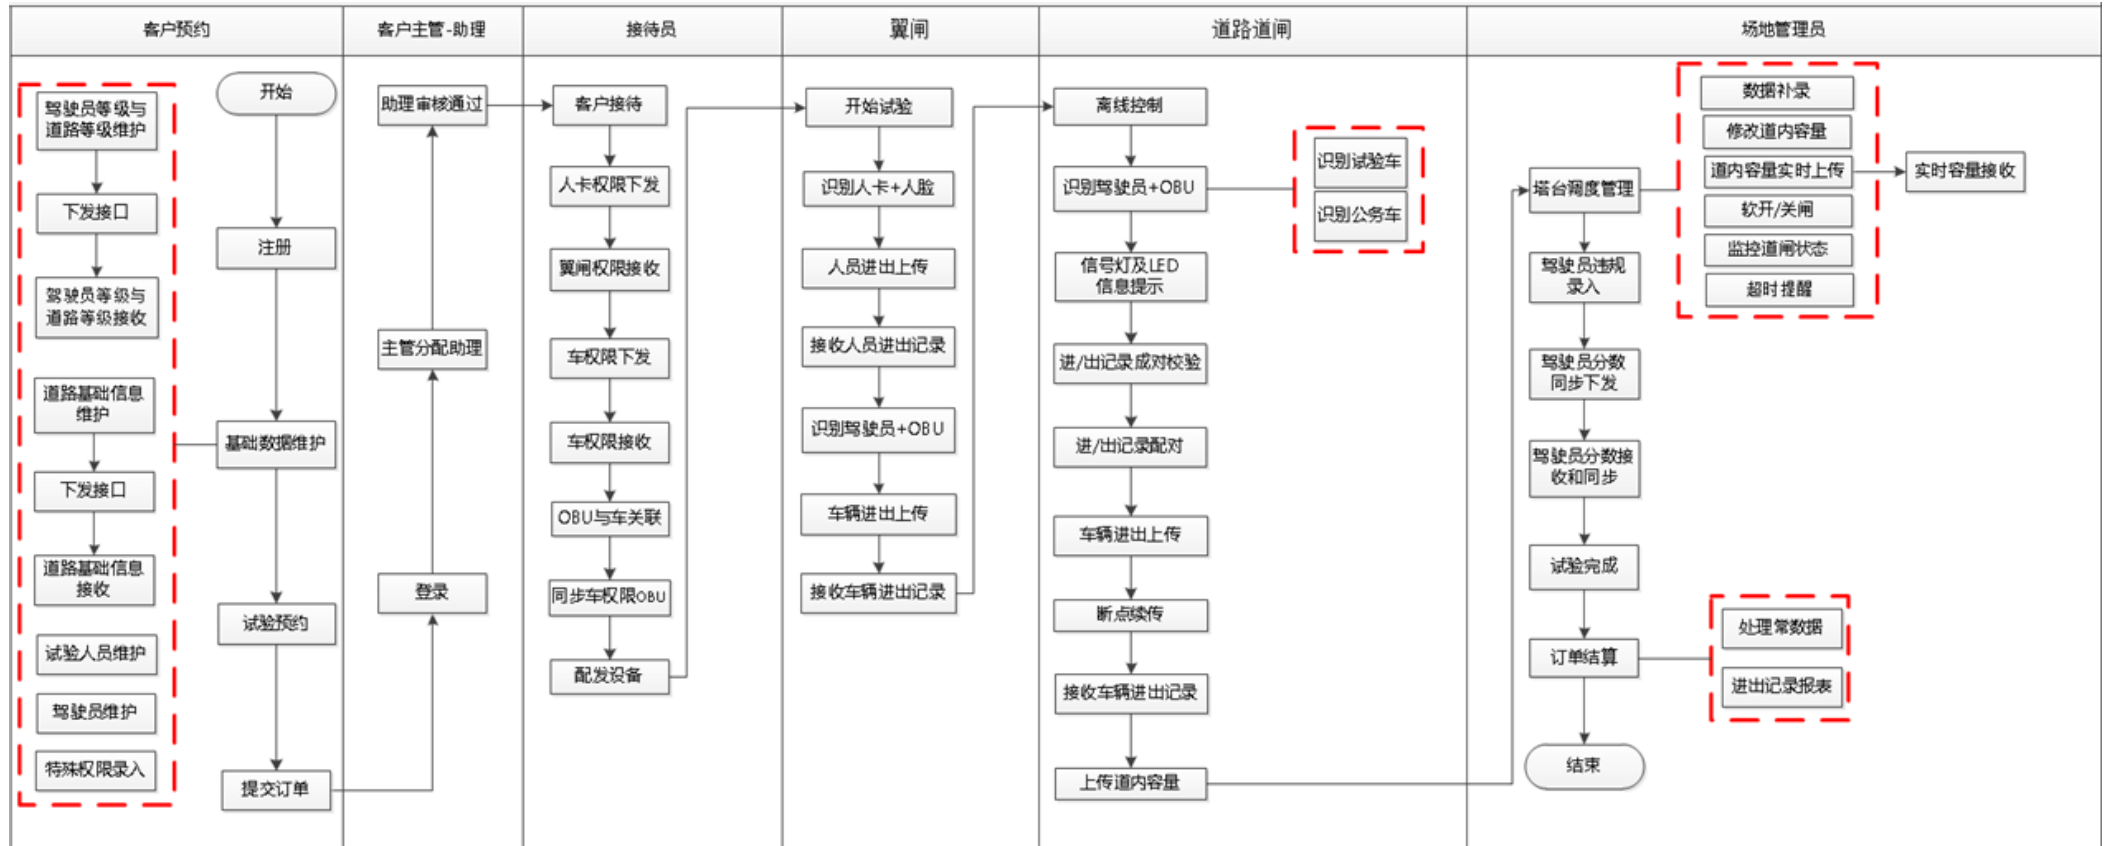 客户预约
客户主管-助理
接待员
翼闸
道路道闸
场地管理员
驾驶员等级与
道路等级维护
下发接口
驾驶员等级与
道路等级接收
道路基础信息
维护
下发接口
道路基础信息
接收
试验人员维护
驾驶员维护
特殊权限录入
开始
注册
基础数据维护
试验预约
提交订单
助理审核通过
主管分配助理
登录
客户接待
人卡权限下发
翼闸权限接收
车权限下发
车权限接收
OBU与车关联
同步车权限OBU
配发设备
开始试验
识别人卡+人脸
人员进出上传
接收人员进出记录
识别驾驶员+OBU
车辆进出上传
接收车辆进出记录
离线控制
识别驾驶员+OBU
信号灯及LED
信息提示
进/出记录成对校验
进/出记录配对
车辆进出上传
断点续传
接收车辆进出记录
上传道内容量
识别试验车
识别公务车
塔台调度管理
驾驶员违规
录入
驾驶员分数
同步下发
驾驶员分数接
收和同步
试验完成
订单结算
结束
数据补录
修改道内容量
道内容量实时上传
软开/关闸
监控道闸状态
超时提醒
实时容量接收
处理常数据
进出记录报表